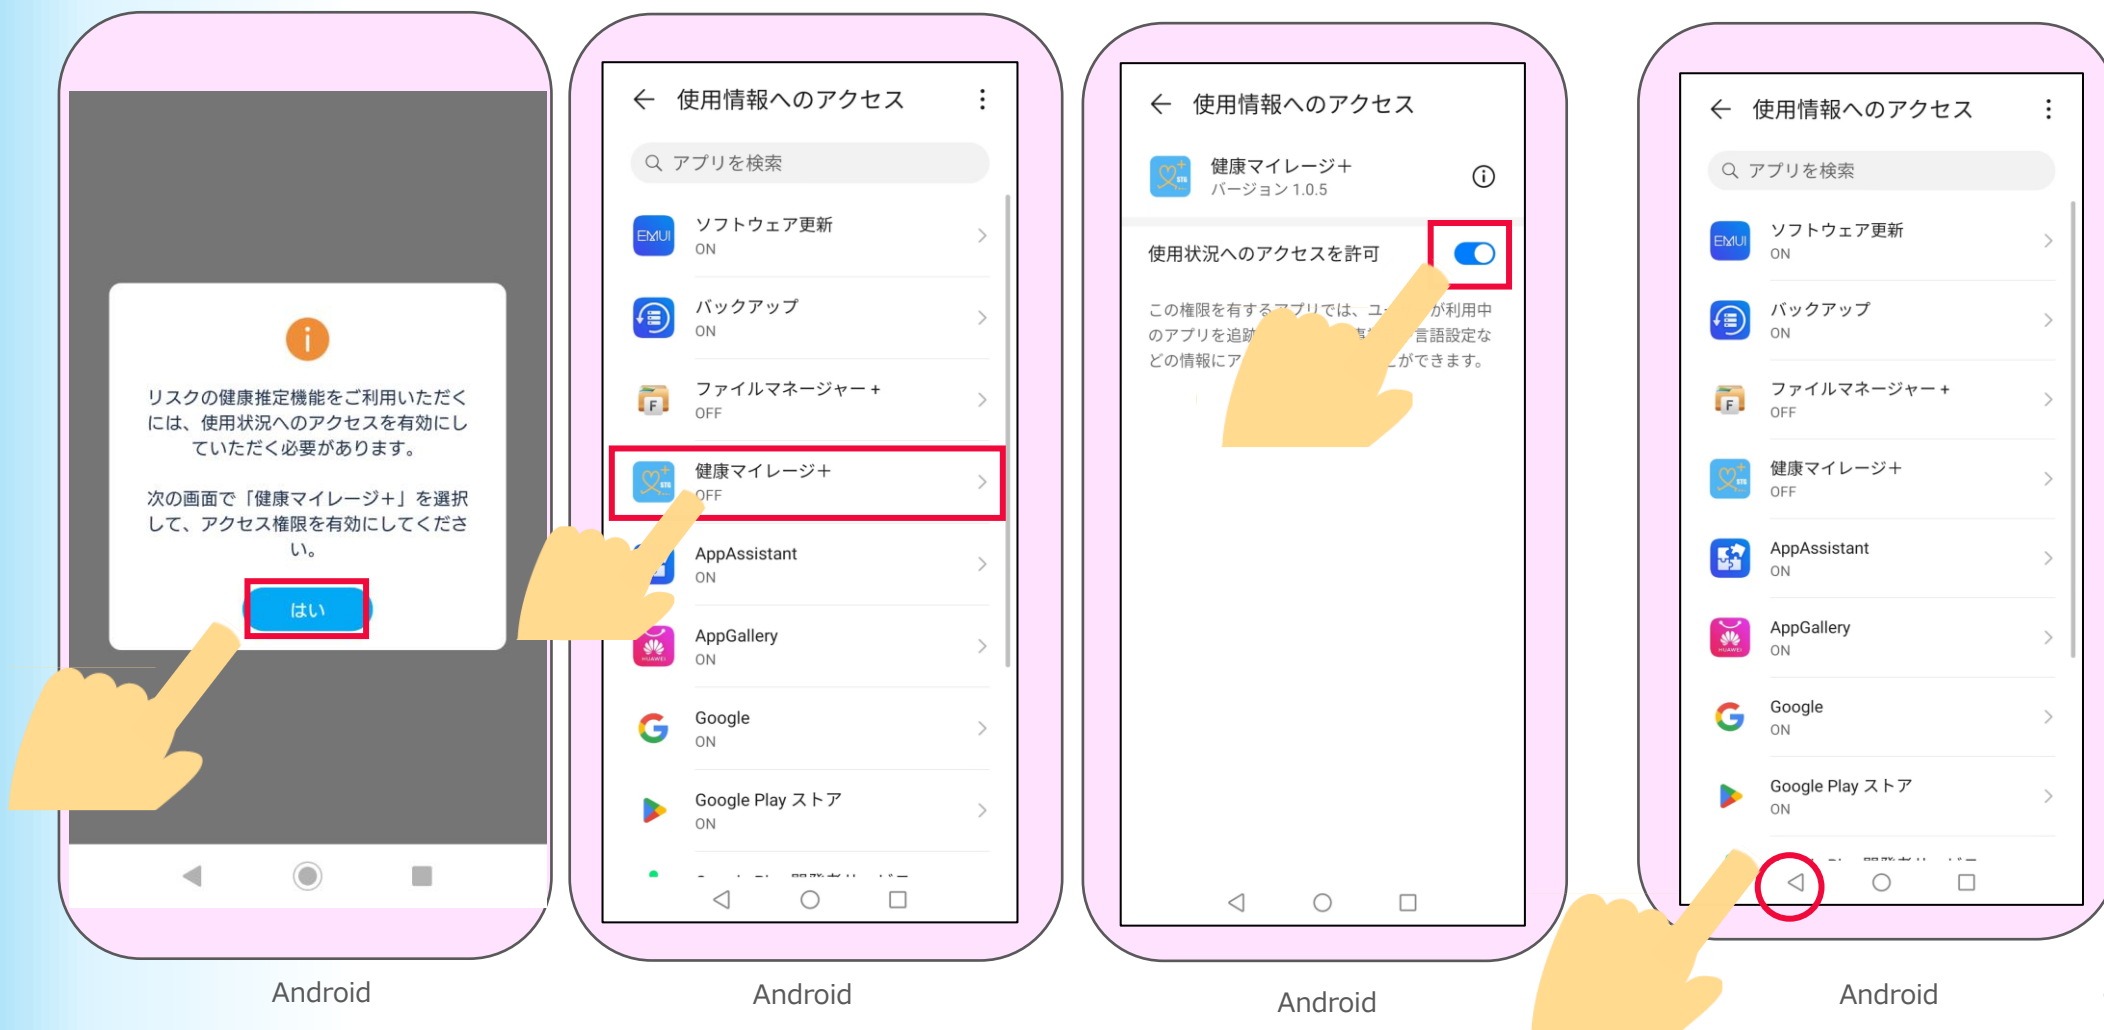 リスクの健康推定機能をご利用いただく
には、使用状況へのアクセスを有効にし
ていただく必要があります。
次の画面で「健康マイレージ＋」を選択
して、アクセス権限を有効にしてくださ
い。
はい
Android
使用情報へのアクセス
アプリを検索
EMUI
ソフトウェア更新
ON
バックアップ
ON
ファイルマネージャー +
OFF
健康マイレージ＋
STG
OFF
AppAssistant
ON
AppGallery
HUAWEI
ON
Google
ON
Google Play ストア
ON
Android
使用情報へのアクセス
健康マイレージ＋
STG
バージョン 1.0.5
使用状況へのアクセスを許可
この権限を有する プリでは、ユ が利用中
のアプリを追跡 言語設定な
どの情報にア ができます。
Android
使用情報へのアクセス
アプリを検索
EMUI
ソフトウェア更新
ON
バックアップ
ON
ファイルマネージャー +
OFF
健康マイレージ＋
STG
OFF
AppAssistant
ON
AppGallery
HUAWEI
ON
Google
ON
Google Play ストア
ON
Android